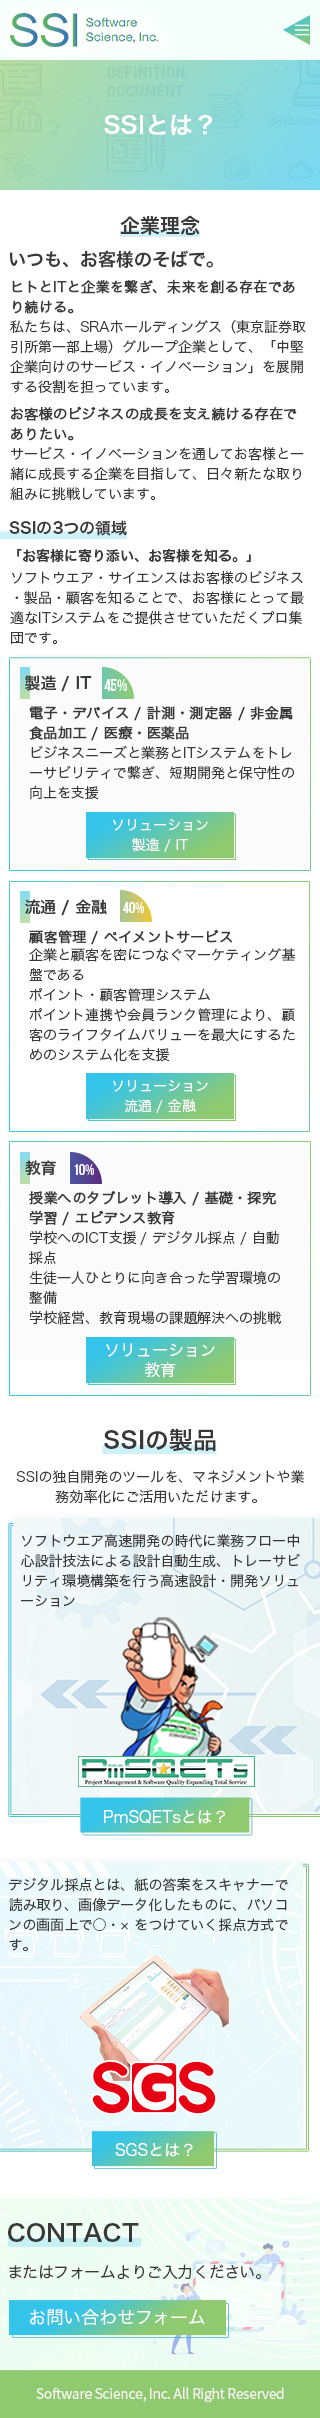 SSI Software
Science, Inc.
DEFINITION
DOCUMENT
SSIとは？
企業理念
いつも、お客様のそばで。
ヒトとITと企業を繋ぎ、未来を創る存在であ
り続ける。
私たちは、SRAホールディングス（東京証券取
引所第一部上場）グループ企業として、「中堅
企業向けのサービス・イノベーション」を展開
する役割を担っています。
お客様のビジネスの成長を支え続ける存在で
ありたい。
サービス・イノベーションを通してお客様と一
緒に成長する企業を目指して、日々新たな取り
組みに挑戦しています。
SSIの3つの領域
「お客様に寄り添い、お客様を知る。」
ソフトウエア・サイエンスはお客様のビジネス
・製品・顧客を知ることで、お客様にとって最
適なITシステムをご提供させていただくプロ集
団です。
製造 / IT 45%
電子・デバイス / 計測・測定器 / 非金属
食品加工 / 医療・医薬品
ビジネスニーズと業務とITシステムをトレ
ーサビリティで繋ぎ、短期開発と保守性の
向上を支援
ソリューション
製造 / IT
流通 / 金融 40%
顧客管理 / ペイメントサービス
企業と顧客を密につなぐマーケティング基
盤である
ポイント・顧客管理システム
ポイント連携や会員ランク管理により、顧
客のライフタイムバリューを最大にするた
めのシステム化を支援
ソリューション
流通 / 金融
教育 10%
授業へのタブレット導入 / 基礎・探究
学習 / エビデンス教育
学校へのICT支援 / デジタル採点 / 自動
採点
生徒一人ひとりに向き合った学習環境の
整備
学校経営、教育現場の課題解決への挑戦
ソリューション
教育
SSIの製品
SSIの独自開発のツールを、マネジメントや業
務効率化にご活用いただけます。
ソフトウエア高速開発の時代に業務フロー中
心設計技法による設計自動生成、トレーサビ
リティ環境構築を行う高速設計・開発ソリュ
ーション
PmSQETs
Project Management & Software Quality Expanding Total Service
PmSQETsとは？
デジタル採点とは、紙の答案をスキャナーで
読み取り、画像データ化したものに、パソコ
ンの画面上で○・× をつけていく採点方式で
す。
SGS
SGSとは？
CONTACT
またはフォームよりご入力ください。
お問い合わせフォーム
Software Science, Inc. All Right Reserved